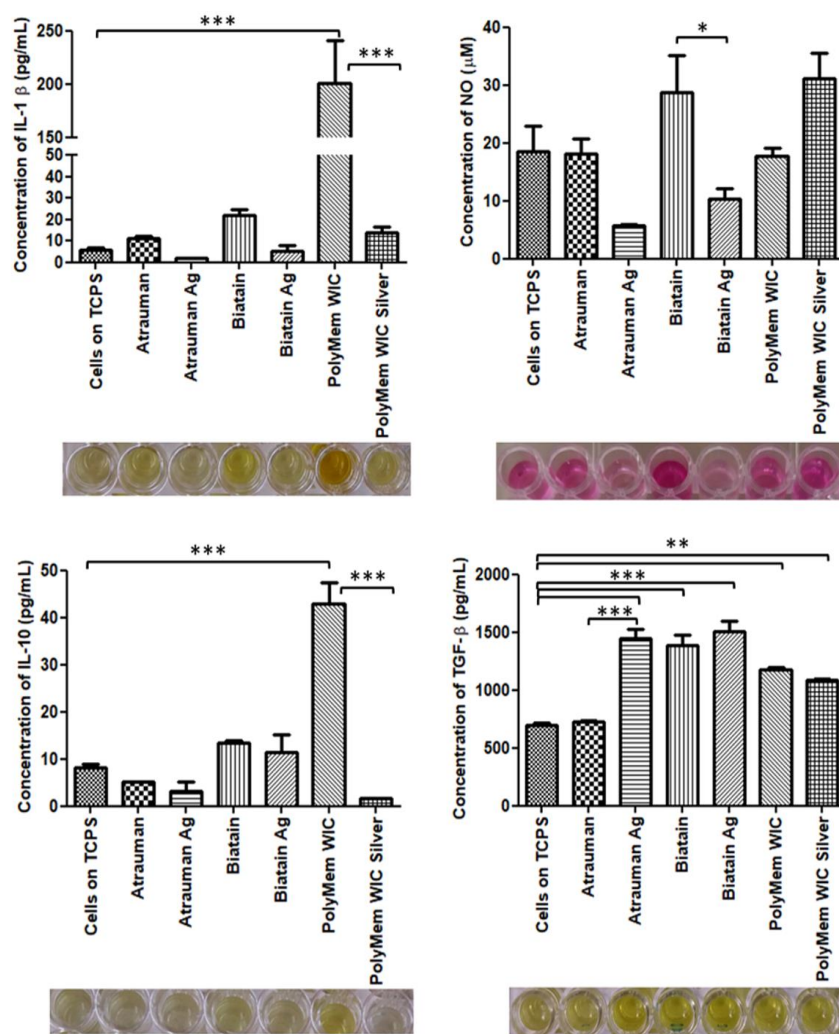 ***
***
Concentration of IL-1 β (pg/mL)
250
200
150
50
40
30
20
10
0
Cells on TCPS
Atrauman
Atrauman Ag
Biatain
Biatain Ag
PolyMem WIC
PolyMem WIC Silver
*
Concentration of NO (μM)
40
30
20
10
0
Cells on TCPS
Atrauman
Atrauman Ag
Biatain
Biatain Ag
PolyMem WIC
PolyMem WIC Silver
***
***
Concentration of IL-10 (pg/mL)
50
40
30
20
10
0
Cells on TCPS
Atrauman
Atrauman Ag
Biatain
Biatain Ag
PolyMem WIC
PolyMem WIC Silver
**
***
***
Concentration of TGF-β (pg/mL)
2000
1500
1000
500
0
Cells on TCPS
Atrauman
Atrauman Ag
Biatain
Biatain Ag
PolyMem WIC
PolyMem WIC Silver